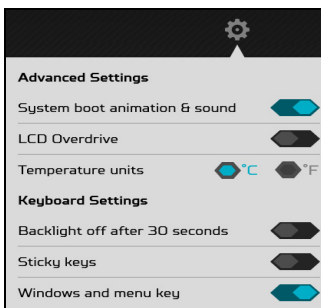 Advanced Settings
System boot animation & sound
LCD Overdrive
Temperature units °C °F
Keyboard Settings
Backlight off after 30 seconds
Sticky keys
Windows and menu key